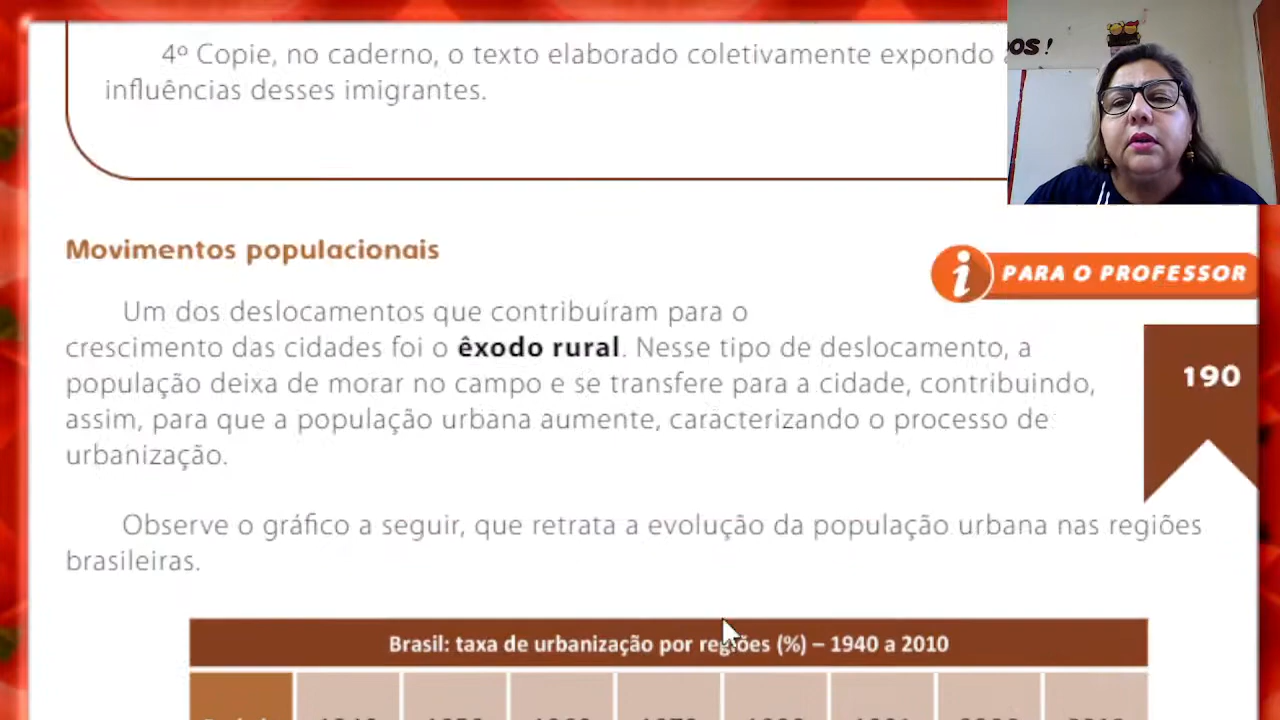 4º Copie, no caderno, o texto elaborado coletivamente expondo
influências desses imigrantes.
OS!
Movimentos populacionais
PARA O PROFESSOR
Um dos deslocamentos que contribuíram para o
crescimento das cidades foi o êxodo rural. Nesse tipo de deslocamento, a
população deixa de morar no campo e se transfere para a cidade, contribuindo,
assim, para que a população urbana aumente, caracterizando o processo de
urbanização.
190
Observe o gráfico a seguir, que retrata a evolução da população urbana nas regiões
brasileiras.
Brasil: taxa de urbanização por regiões (%) – 1940 a 2010